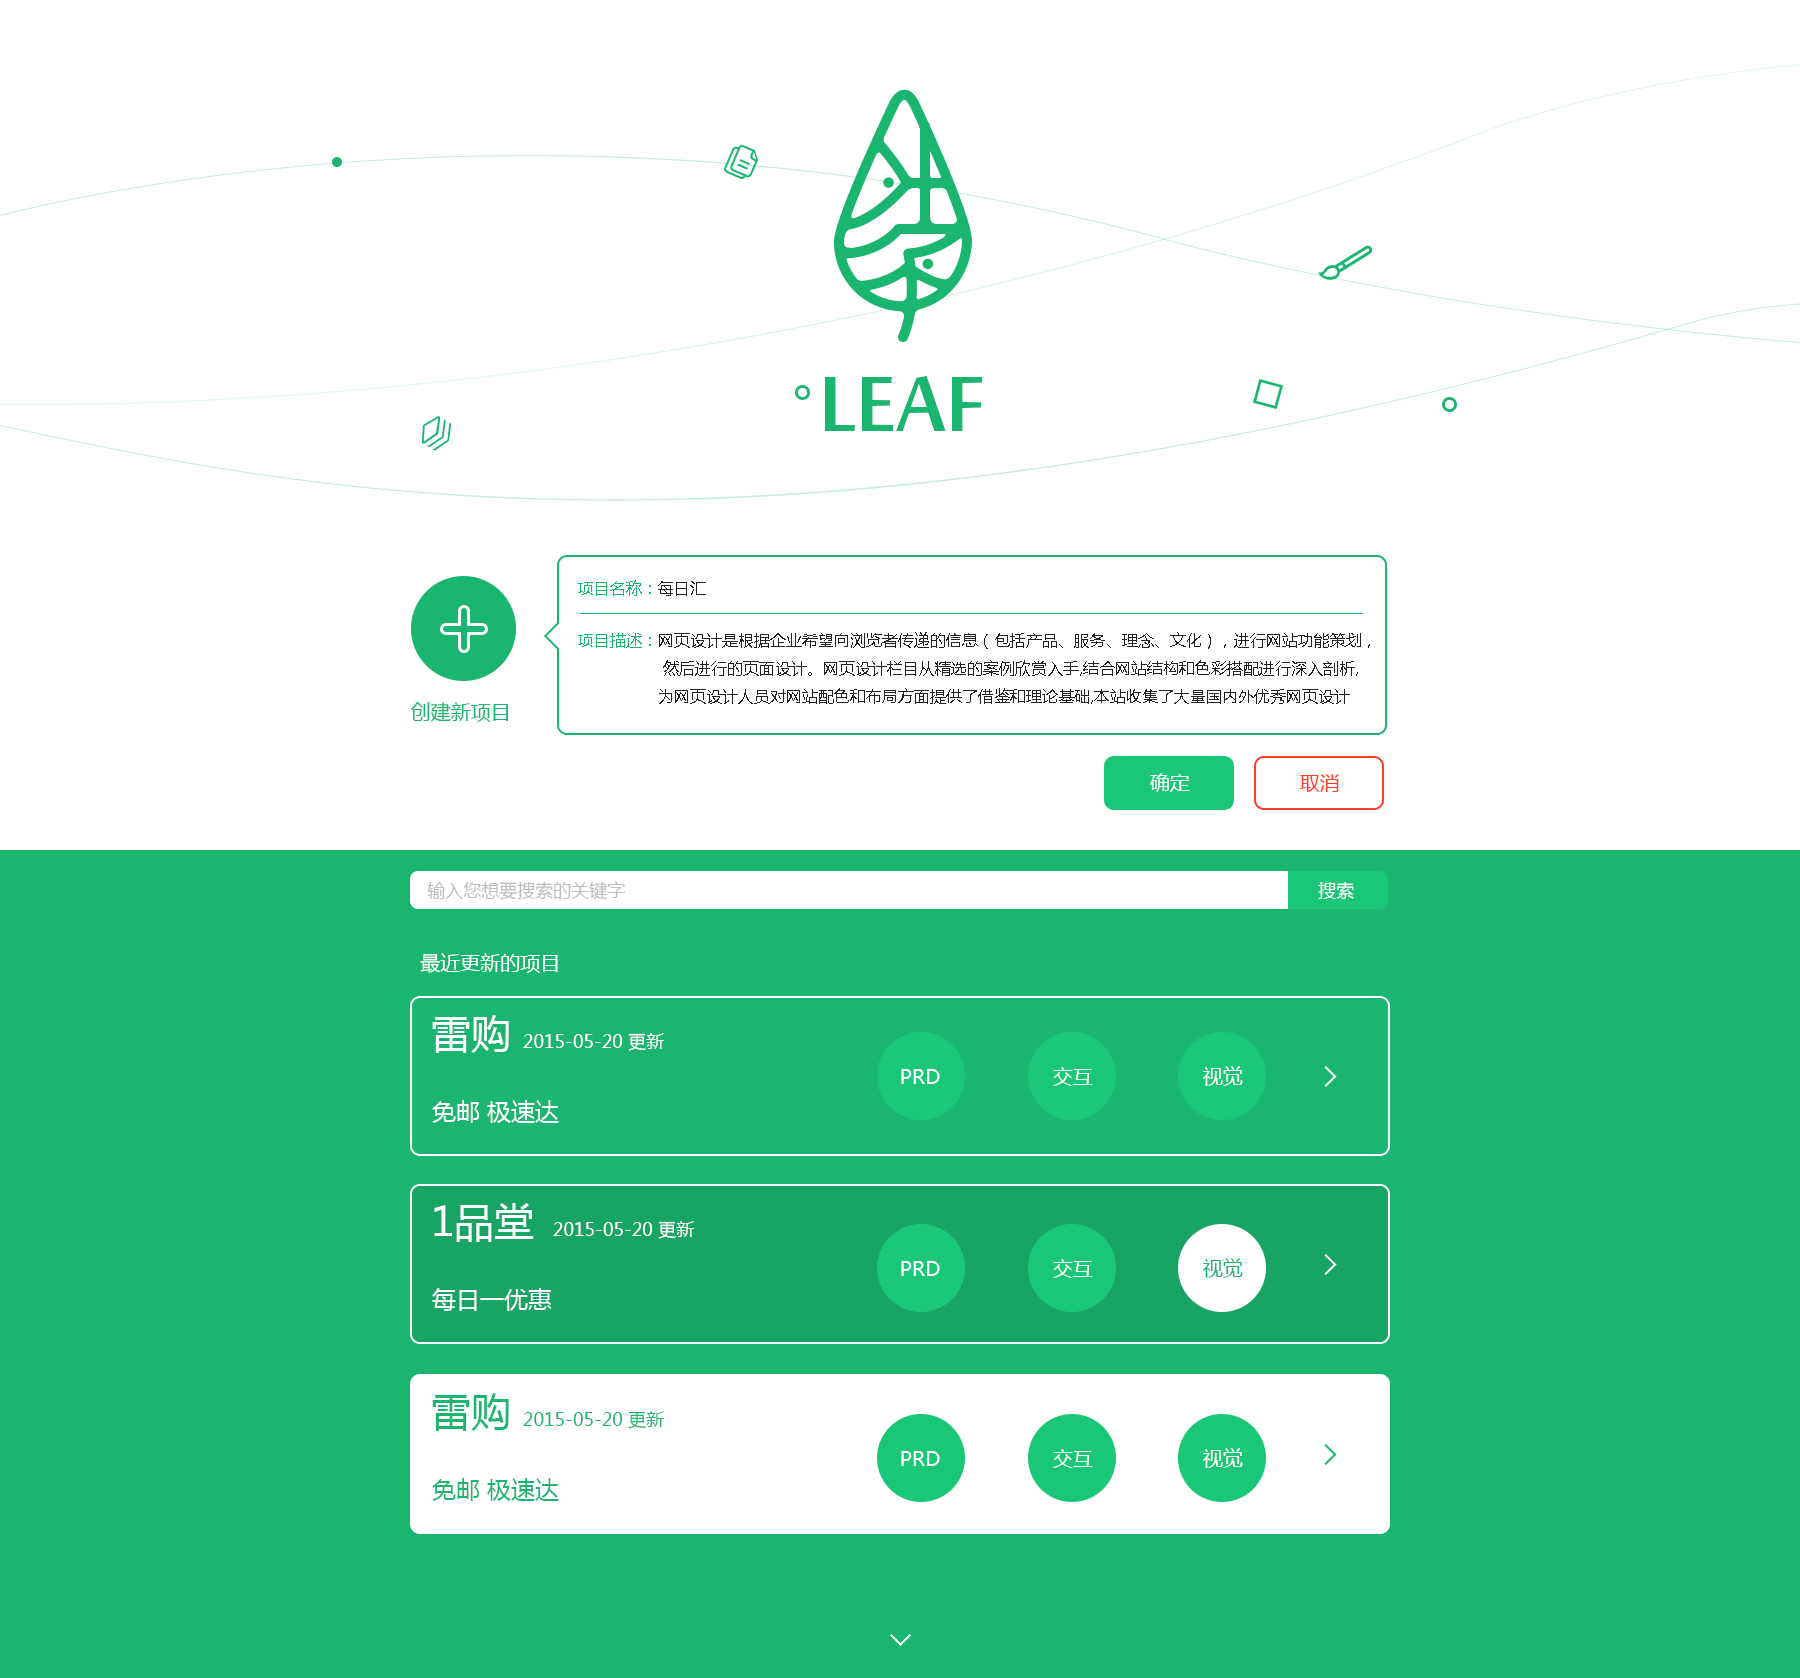 LEAF
项目名称：每日汇
项目描述：网页设计是根据企业希望向浏览者传递的信息（包括产品、服务、理念、文化），进行网站功能策划，
然后进行的页面设计。网页设计栏目从精选的案例欣赏入手,结合网站结构和色彩搭配进行深入剖析,
为网页设计人员对网站配色和布局方面提供了借鉴和理论基础,本站收集了大量国内外优秀网页设计
创建新项目
确定 取消
输入您想要搜索的关键字 搜索
最近更新的项目
雷购 2015-05-20 更新
PRD 交互 视觉
免邮 极速达
1品堂 2015-05-20 更新
PRD 交互 视觉
每日一优惠
雷购 2015-05-20 更新
PRD 交互 视觉
免邮 极速达